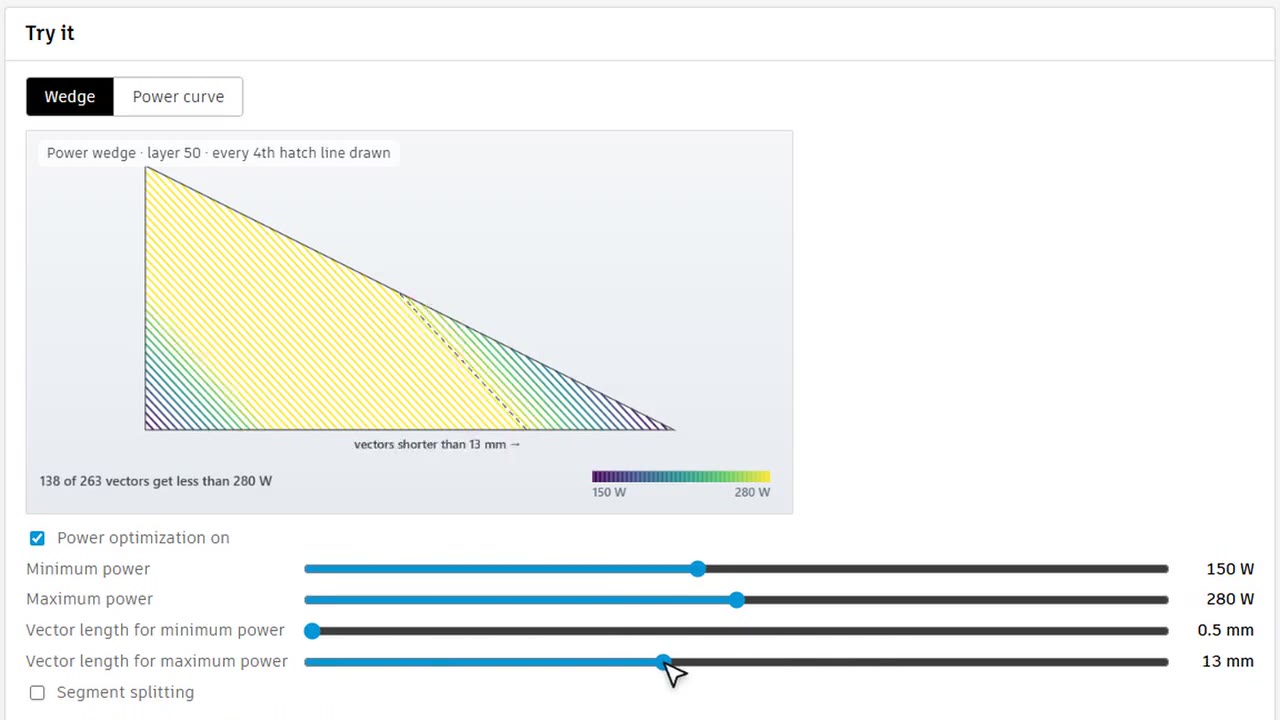 Try it
Wedge Power curve
Power wedge · layer 50 · every 4th hatch line drawn
vectors shorter than 13 mm →
138 of 263 vectors get less than 280 W
150 W 280 W
Power optimization on
Minimum power 150 W
Maximum power 280 W
Vector length for minimum power 0.5 mm
Vector length for maximum power 13 mm
Segment splitting